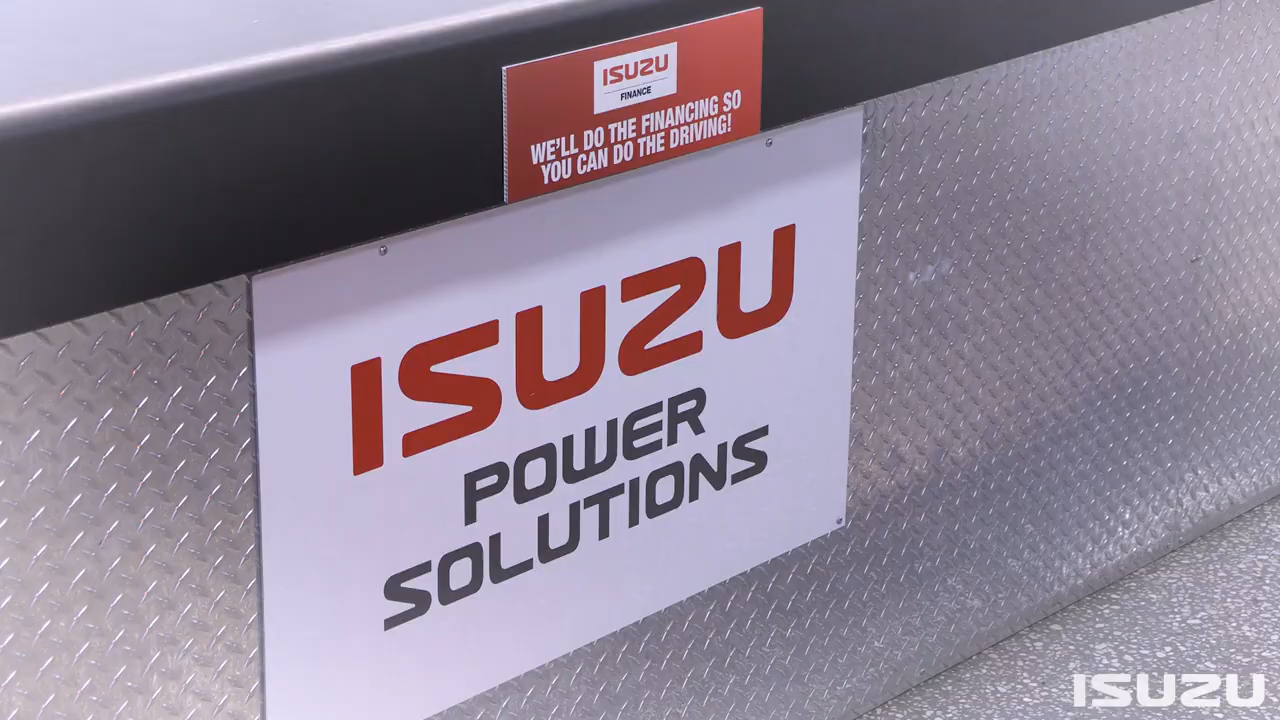 ISUZU
FINANCE
WE'LL DO THE FINANCING SO
YOU CAN DO THE DRIVING!
ISUZU
POWER
SOLUTIONS
ISUZU